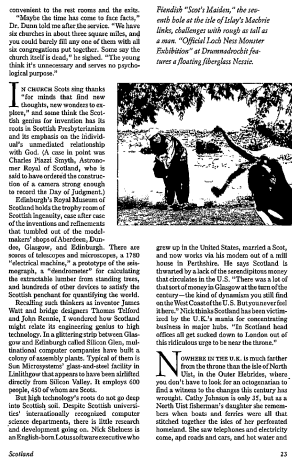 convenient to the rest rooms and the exits.
"Maybe the time has come to face facts,"
Dr. Dunn told me after the service. "We have
six churches in about three square miles, and
you could barely fill any one of them with all
six congregations put together. Some say the
church itself is dead," he sighed. "The young
think it's unnecessary and serves no psycho-
logical purpose."
IN CHURCH Scots sing thanks
"for minds that find new
thoughts, new wonders to ex-
plore," and some think the Scot-
tish genius for invention has its
roots in Scottish Presbyterianism
and its emphasis on the individ-
ual's unmediated relationship
with God. (A case in point was
Charles Piazzi Smyth, Astrono-
mer Royal of Scotland, who is
said to have ordered the construc-
tion of a camera strong enough
to record the Day of Judgment.)
Edinburgh's Royal Museum of
Scotland holds the trophy room of
Scottish ingenuity, case after case
of the inventions and refinements
that tumbled out of the model-
makers' shops of Aberdeen, Dun-
dee, Glasgow, and Edinburgh. There are
scores of telescopes and microscopes, a 1780
"electrical machine," a prototype of the seis-
mograph, a "dendrometer" for calculating
the extractable lumber from standing trees,
and hundreds of other devices to satisfy the
Scottish penchant for quantifying the world.
Recalling such thinkers as inventor James
Watt and bridge designers Thomas Telford
and John Rennie, I wondered how Scotland
might relate its engineering genius to high
technology. In a glittering strip between Glas-
gow and Edinburgh called Silicon Glen, mul-
tinational computer companies have built a
colony of assembly plants. Typical of them is
Sun Microsystems' glass-and-steel facility in
Linlithgow that appears to have been airlifted
directly from Silicon Valley. It employs 600
people, 450 of whom are Scots.
But high technology's roots do not go deep
into Scottish soil. Despite Scottish universi-
ties' internationally recognized computer
science departments, there is little research
and development going on. Nick Shelness is
an English-born Lotus software executive who
Fiendish "Scot's Maiden," the sev-
enth hole at the isle of Islay's Machrie
links, challenges with rough as tall as
a man. "Official Loch Ness Monster
Exhibition" at Drumnadrochit fea-
tures a floating fiberglass Nessie.
grew up in the United States, married a Scot,
and now works via his modem out of a mill
house in Perthshire. He says Scotland is
thwarted by a lack of the serendipitous money
that circulates in the U.S. "There was a lot of
that sort of money in Glasgow at the turn of the
century—the kind of dynamism you still find
on the West Coast of the U.S. But you never feel
it here." Nick thinks Scotland has been victim-
ized by the U.K.'s mania for concentrating
business in major hubs. "In Scotland head
offices all get sucked down to London out of
this ridiculous urge to be near the throne."
NOWHERE IN THE U.K. is much farther
from the throne than the isle of North
Uist, in the Outer Hebrides, where
you don't have to look for an octogenarian to
find a witness to the changes this century has
wrought. Cathy Johnson is only 35, but as a
North Uist fisherman's daughter she remem-
bers when boats and ferries were all that
stitched together the isles of her perforated
homeland. She saw telephones and electricity
come, and roads and cars, and hot water and
Scotland
23